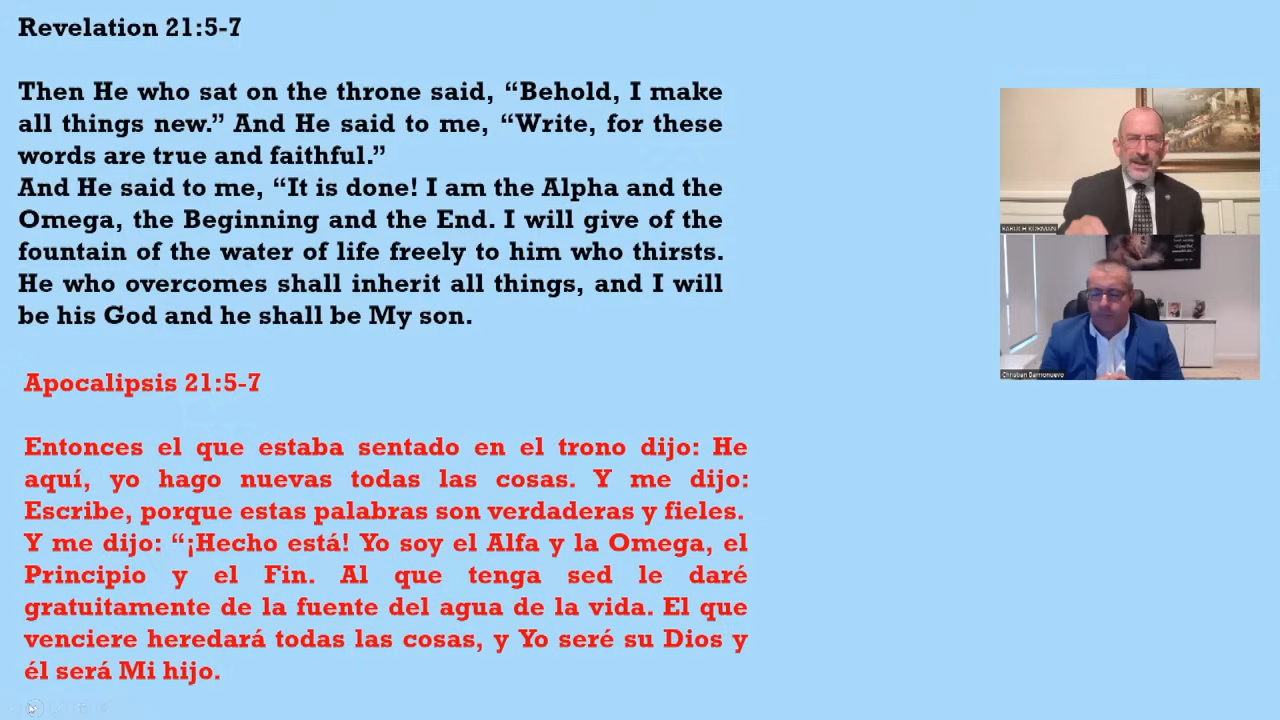 Revelation 21:5-7
Then He who sat on the throne said, “Behold, I make
all things new.” And He said to me, “Write, for these
words are true and faithful.”
And He said to me, “It is done! I am the Alpha and the
Omega, the Beginning and the End. I will give of the
fountain of the water of life freely to him who thirsts.
He who overcomes shall inherit all things, and I will
be his God and he shall be My son.
Apocalipsis 21:5-7
Entonces el que estaba sentado en el trono dijo: He
aquí, yo hago nuevas todas las cosas. Y me dijo:
Escribe, porque estas palabras son verdaderas y fieles.
Y me dijo: “¡Hecho está! Yo soy el Alfa y la Omega, el
Principio y el Fin. Al que tenga sed le daré
gratuitamente de la fuente del agua de la vida. El que
venciere heredará todas las cosas, y Yo seré su Dios y
él será Mi hijo.
BARUCH KORMAN
Christian Barrionuevo